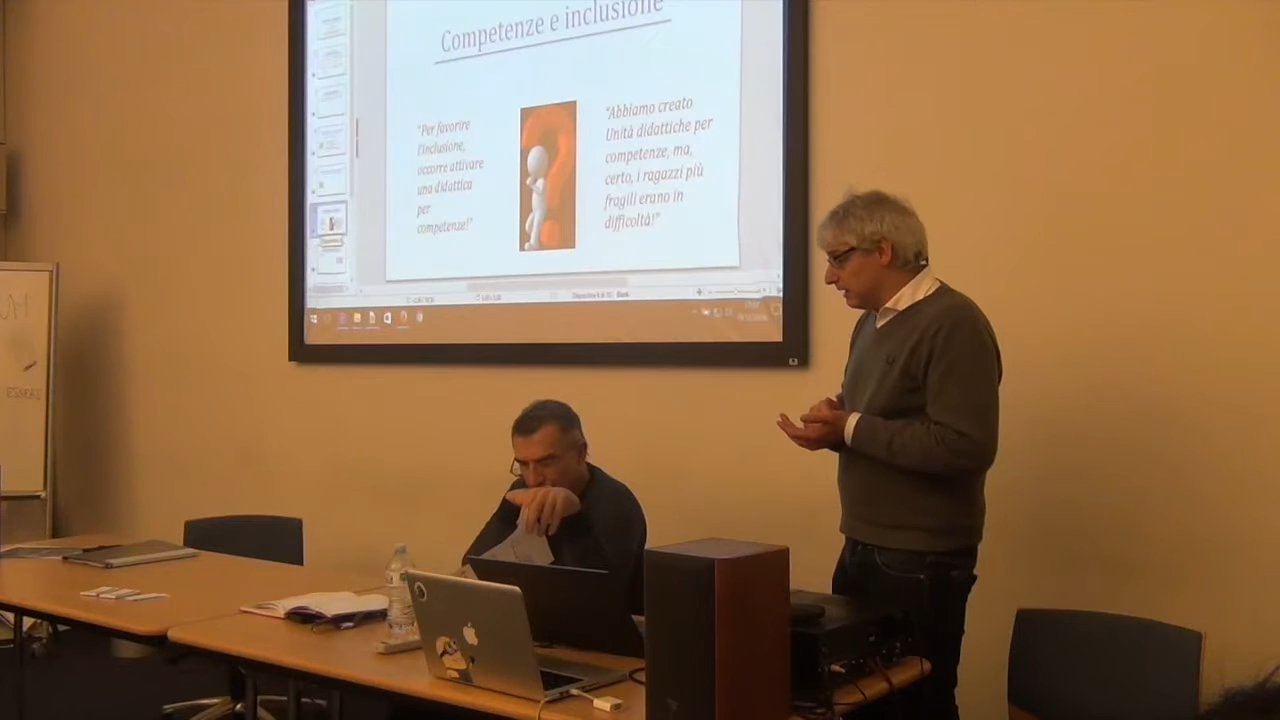 Competenze e inclusione
"Per favorire
l'inclusione,
occorre attivare
una didattica
per
competenze!"
"Abbiamo creato
Unità didattiche per
competenze, ma,
certo, i ragazzi più
fragili erano in
difficoltà!"
ESSERE